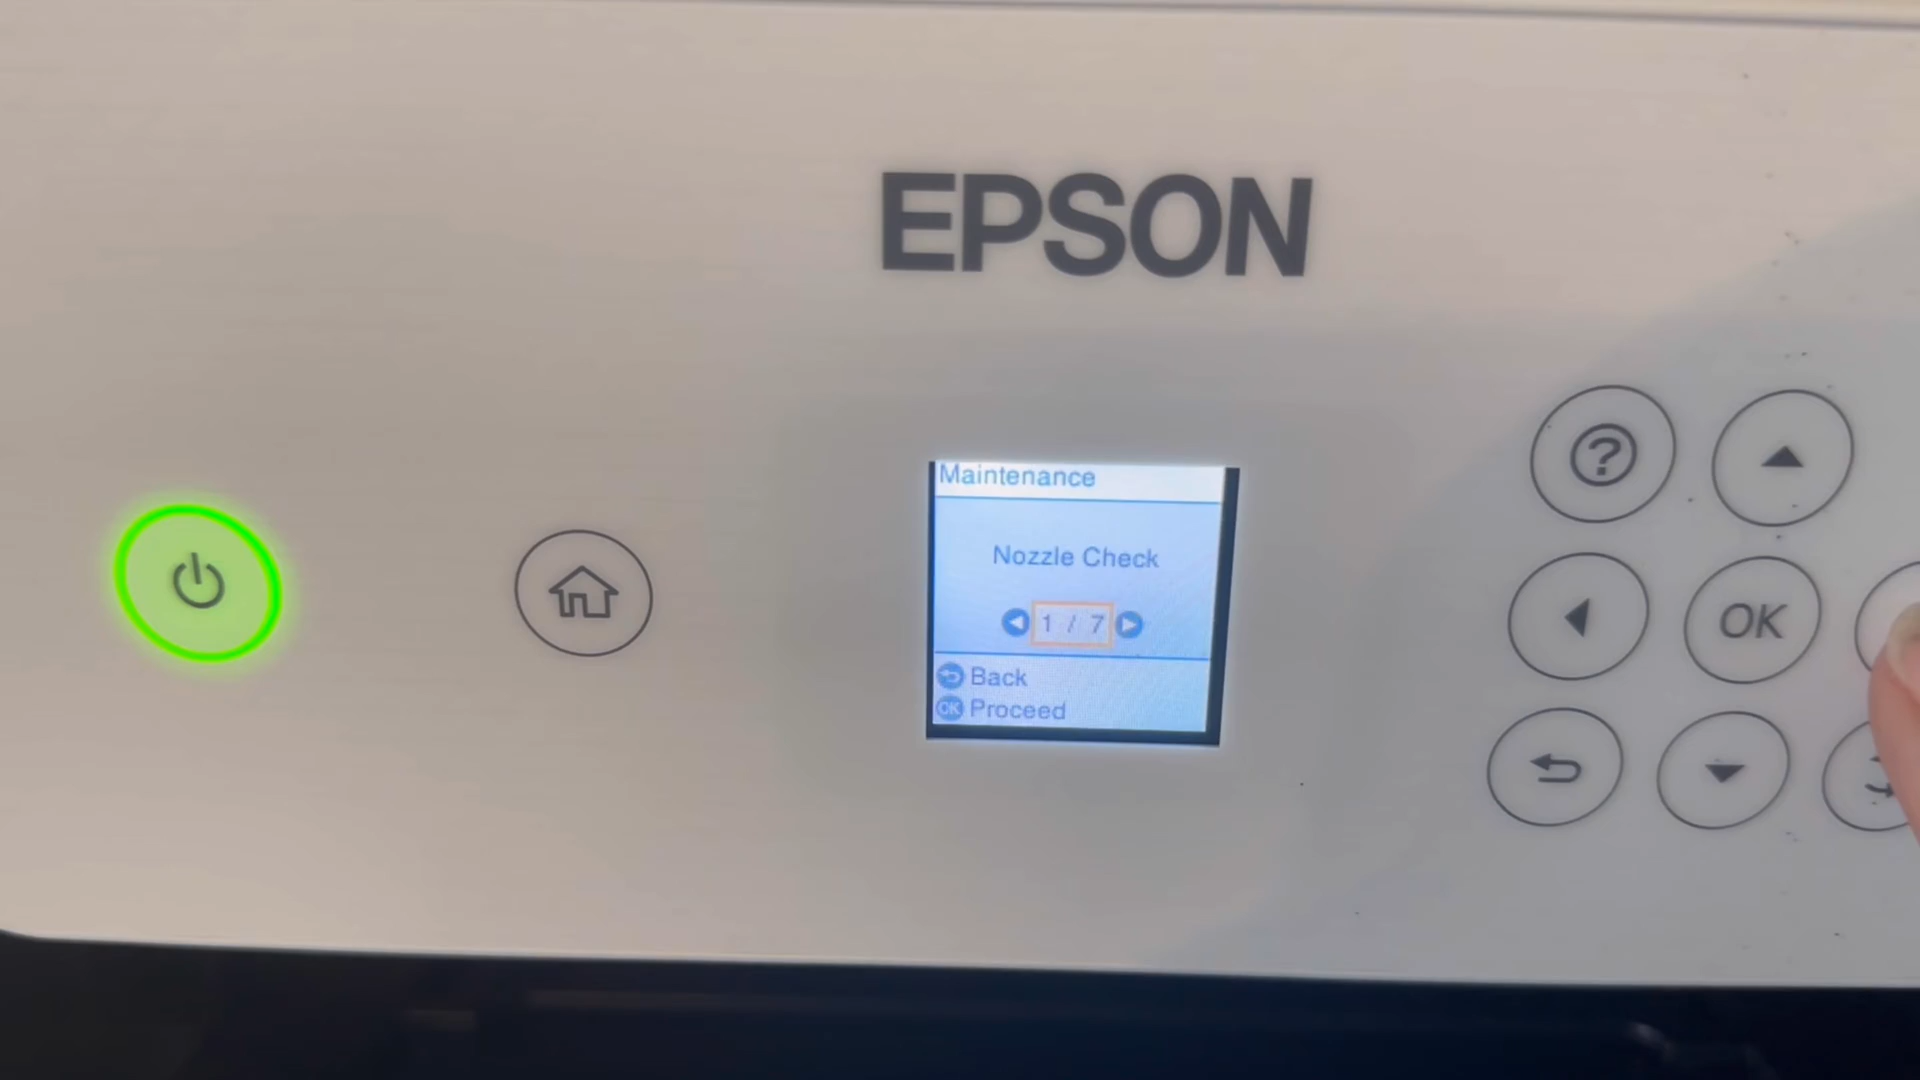 EPSON
Maintenance
Nozzle Check
1 / 7
Back
OK Proceed
?
OK